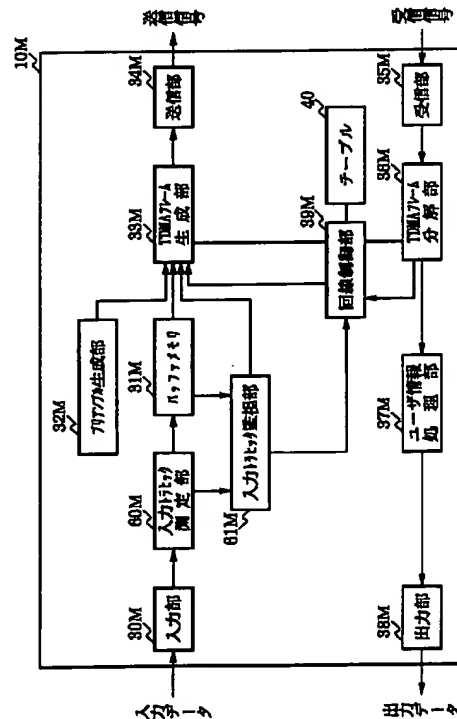 10M
入力データ
30M
入力部
60M
入力トラヒック
測定部
31M
バッファメモリ
32M
プリアンブル生成部
33M
TDMAフレーム
生成部
34M
送信部
送信信号
61M
入力トラヒック監視部
39M
回線制御部
40
テーブル
受信信号
35M
受信部
36M
TDMAフレーム
分解部
37M
ユーザ情報
処理部
38M
出力部
出力データ